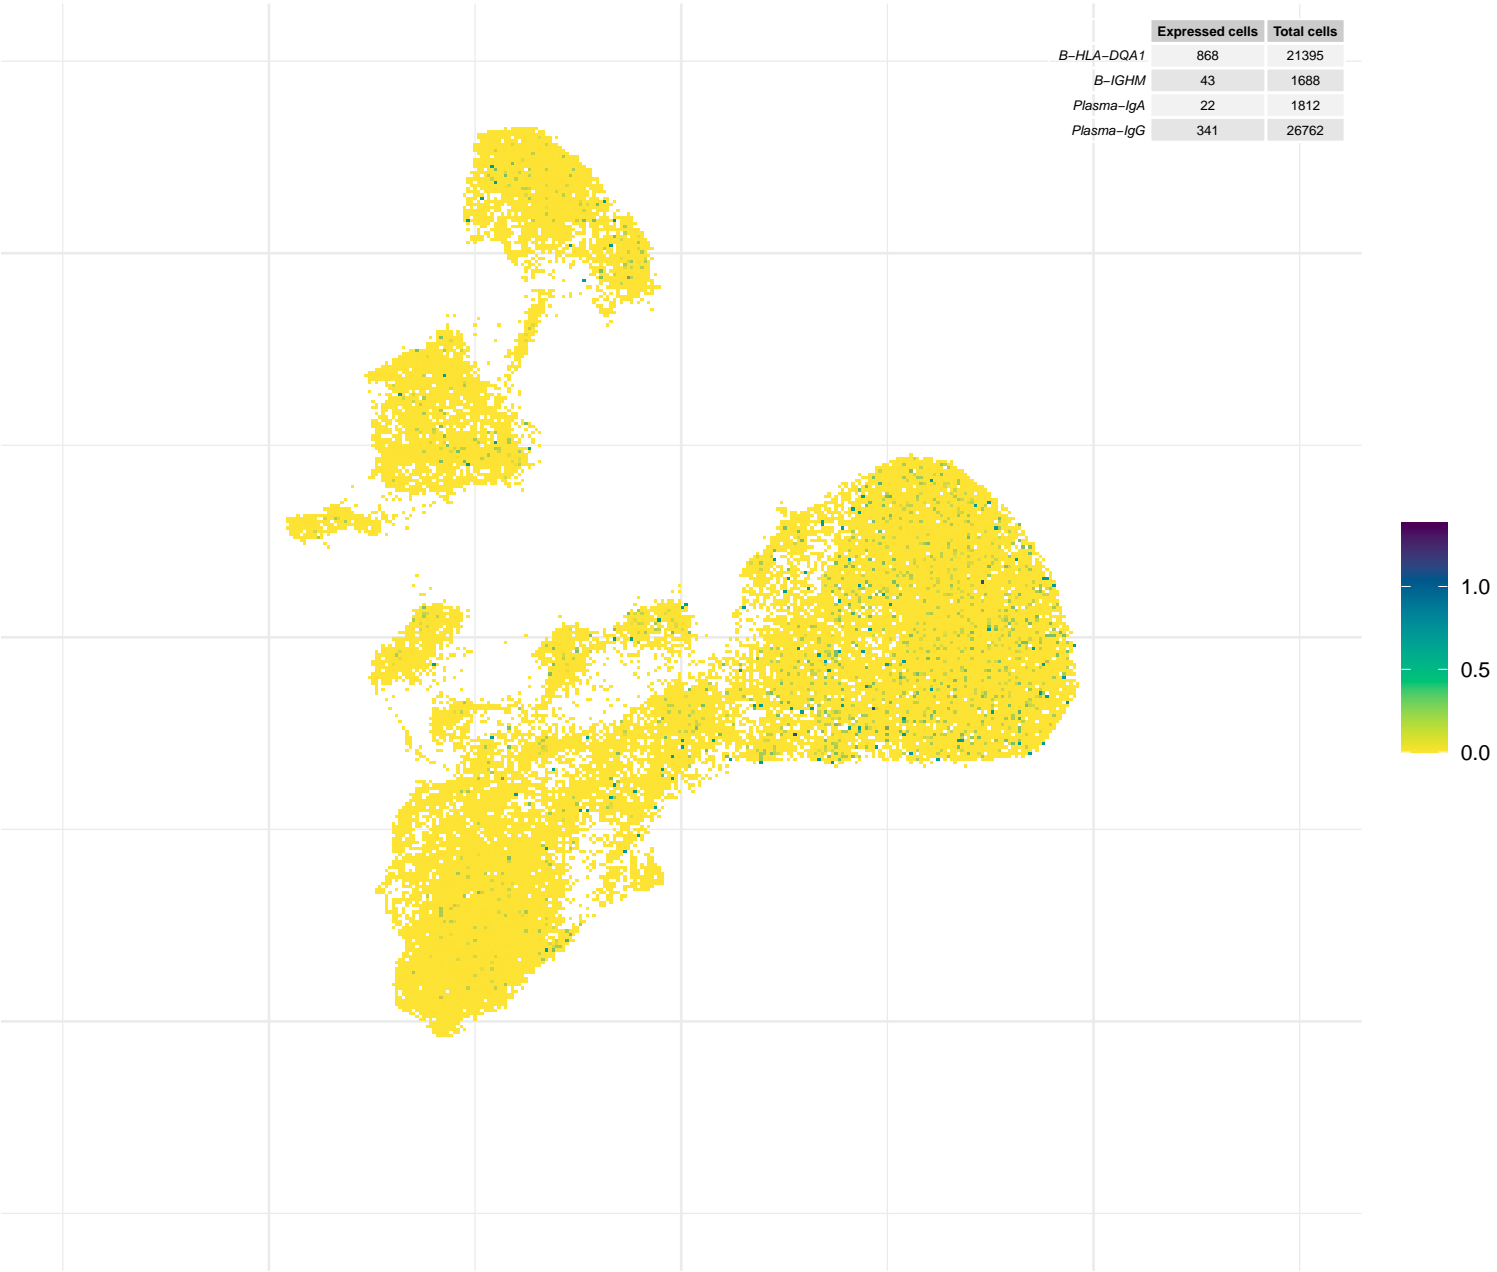 Expressed cells Total cells
B-HLA-DQA1 868 21395
B-IGHM 43 1688
Plasma-IgA 22 1812
Plasma-IgG 341 26762
1.0
0.5
0.0